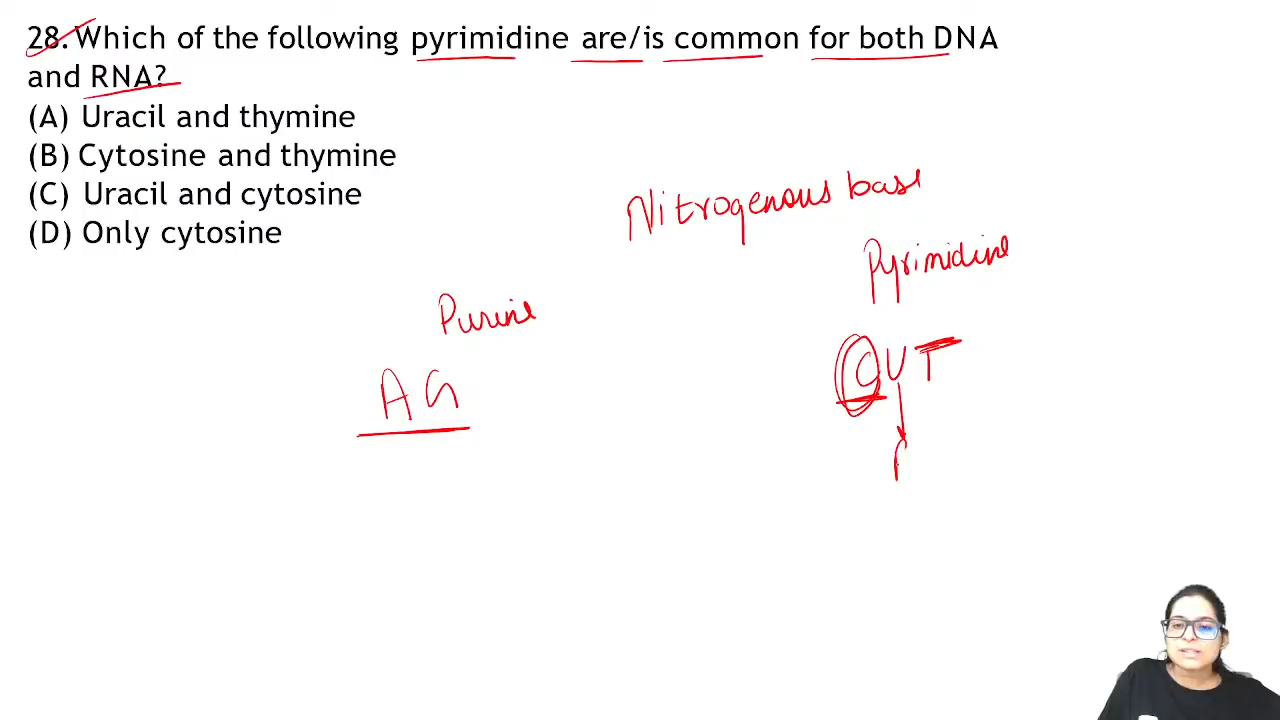 28. Which of the following pyrimidine are/is common for both DNA
and RNA?
(A) Uracil and thymine
(B) Cytosine and thymine
(C) Uracil and cytosine
(D) Only cytosine
Nitrogenous base
Pyrimidine
Purine
C U T
A G